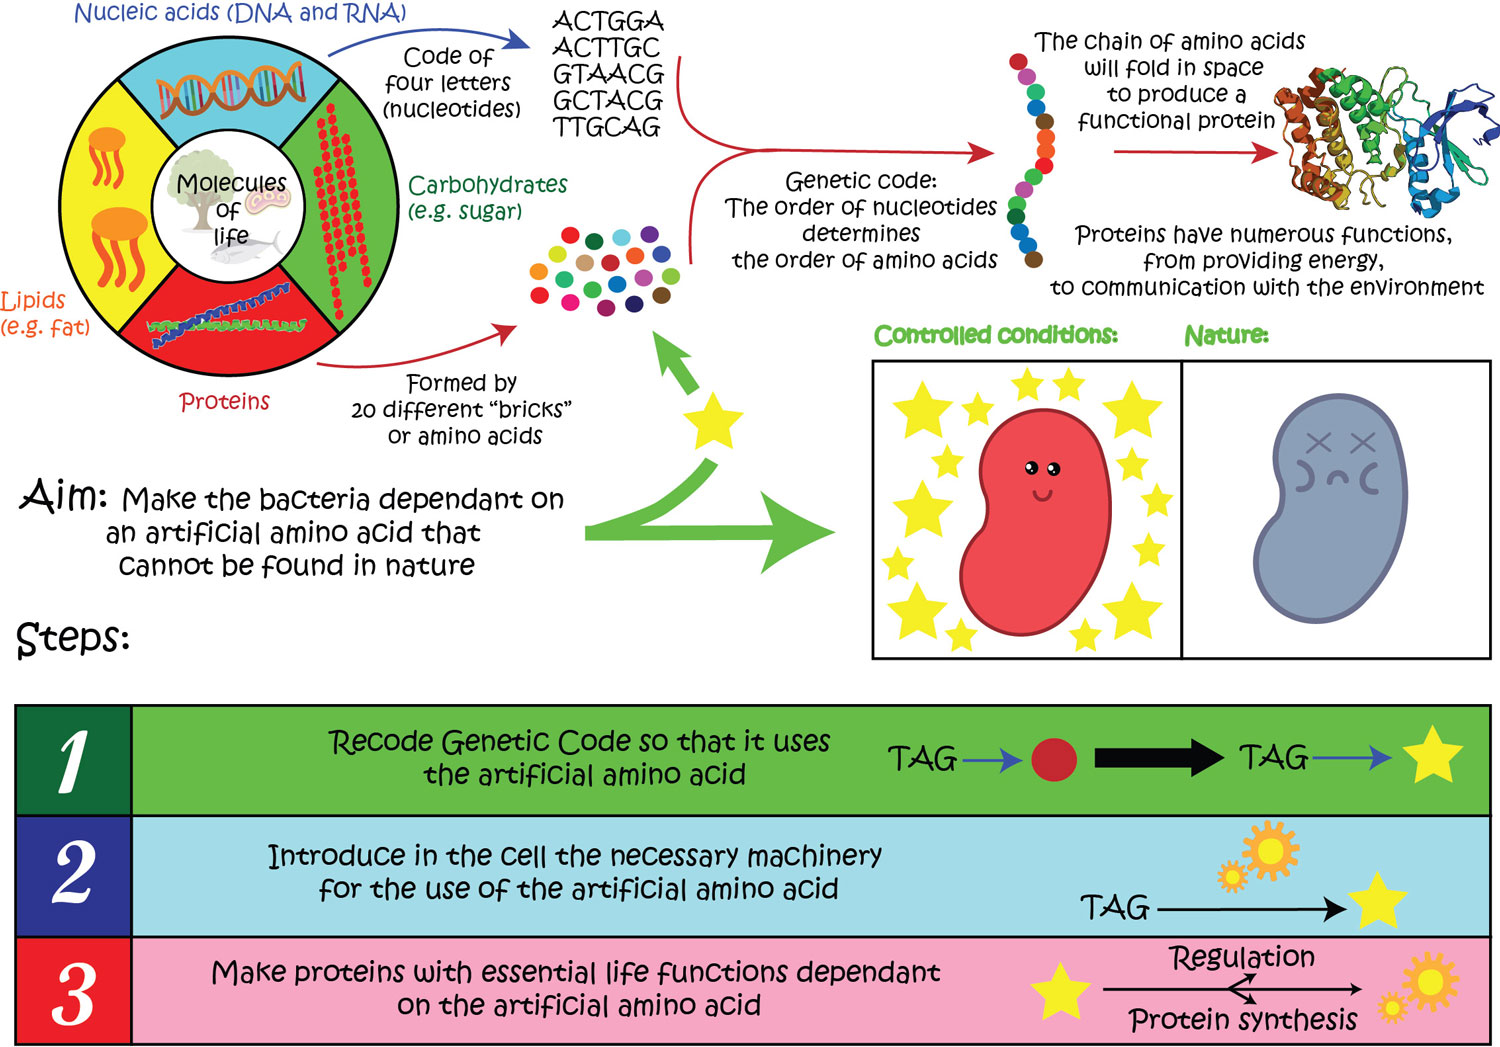 Nucleic acids (DNA and RNA)
Code of
four letters
(nucleotides)
ACTGGA
ACTTGC
GTAACG
GCTACG
TTGCAG
The chain of amino acids
will fold in space
to produce a
functional protein
Molecules
of
life
Carbohydrates
(e.g. sugar)
Genetic code:
The order of nucleotides
determines
the order of amino acids
Proteins have numerous functions,
from providing energy,
to communication with the environment
Lipids
(e.g. fat)
Proteins
Formed by
20 different “bricks”
or amino acids
Controlled conditions:
Nature:
Aim: Make the bacteria dependant on
an artificial amino acid that
cannot be found in nature
Steps:
1
Recode Genetic Code so that it uses
the artificial amino acid
TAG
TAG
2
Introduce in the cell the necessary machinery
for the use of the artificial amino acid
TAG
3
Make proteins with essential life functions dependant
on the artificial amino acid
Regulation
Protein synthesis